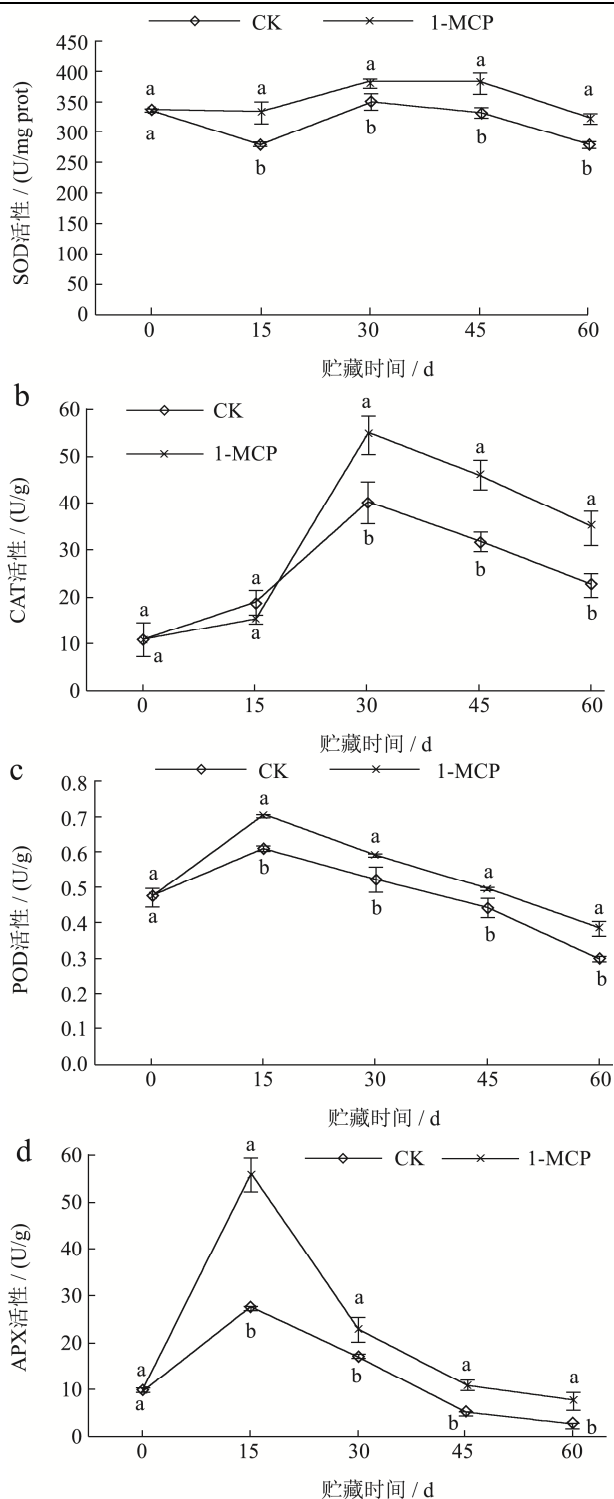 CK 1-MCP
450
400
350
300
250
200
150
100
50
0
SOD活性 / (U/mg prot)
a a a a a
a b b b b
0 15 30 45 60
贮藏时间 / d
b
CK
1-MCP
60
50
40
30
20
10
0
CAT活性 / (U/g)
a a a a a
a a b b b
0 15 30 45 60
贮藏时间 / d
c
CK 1-MCP
0.8
0.7
0.6
0.5
0.4
0.3
0.2
0.1
0.0
POD活性 / (U/g)
a a a a a
a b b b b
0 15 30 45 60
贮藏时间 / d
d
CK 1-MCP
60
50
40
30
20
10
0
APX活性 / (U/g)
a a a a a
a b b b b
0 15 30 45 60
贮藏时间 / d